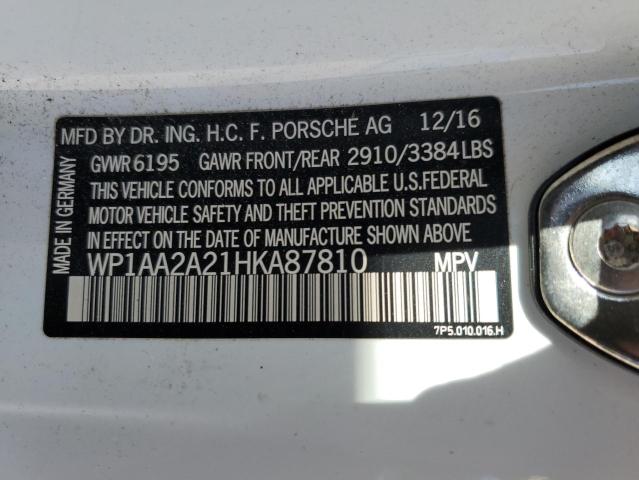 MFD BY DR. ING. H.C. F. PORSCHE AG 12/16
GVWR 6195 GAWR FRONT/REAR 2910/3384 LBS
THIS VEHICLE CONFORMS TO ALL APPLICABLE U.S. FEDERAL
MOTOR VEHICLE SAFETY AND THEFT PREVENTION STANDARDS
IN EFFECT ON THE DATE OF MANUFACTURE SHOWN ABOVE
WP1AA2A21HKA87810 MPV
7P5.010.016.H
MADE IN GERMANY